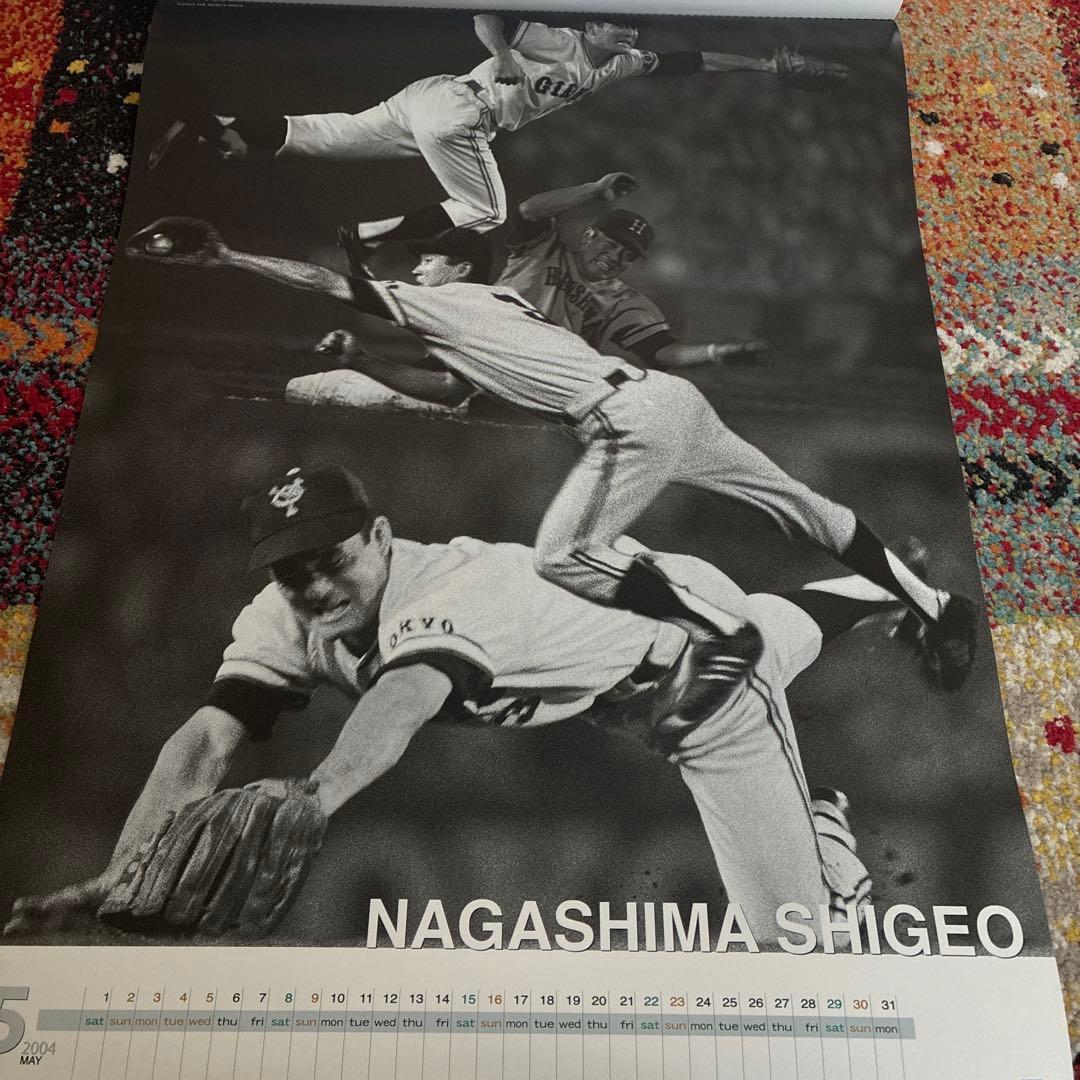 GIA
H
HIROSHIMA
TOKYO
NAGASHIMA SHIGEO
5
2004
MAY
1 2 3 4 5 6 7 8 9 10 11 12 13 14 15 16 17 18 19 20 21 22 23 24 25 26 27 28 29 30 31
sat sun mon tue wed thu fri sat sun mon tue wed thu fri sat sun mon tue wed thu fri sat sun mon tue wed thu fri sat sun mon